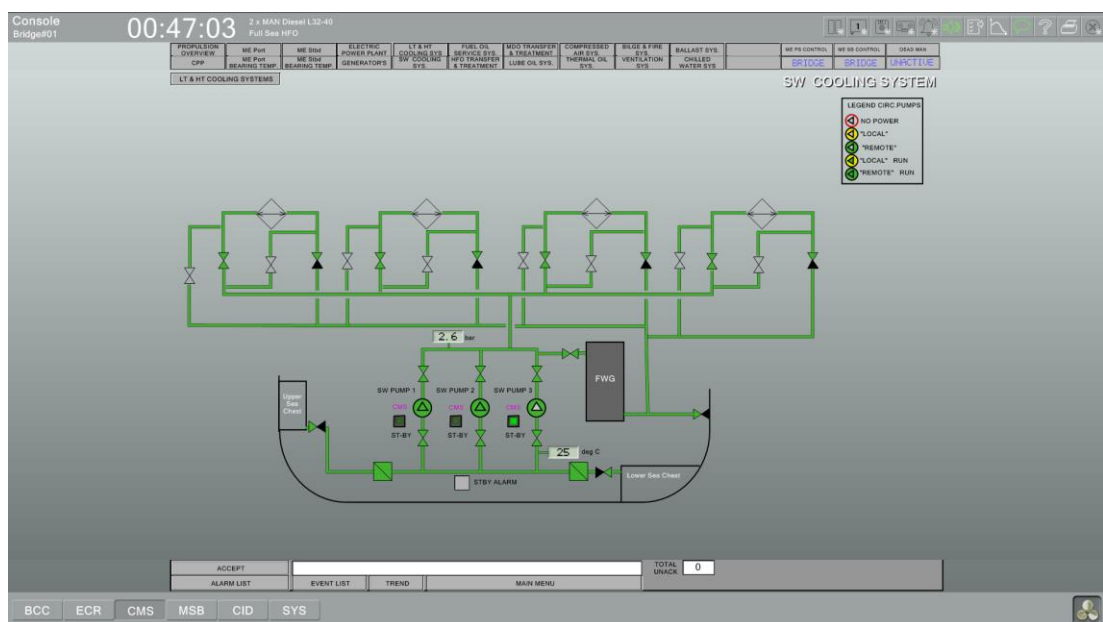 Console
Bridge#01
00:47:03
2 x MAN Diesel L32-40
Full Sea
HFO
PROPULSION OVERVIEW
ME Port
ME Stbd
ELECTRIC POWER PLANT
LT & HT COOLING SYS
FUEL OIL SERVICE SYS.
MDO TRANSFER & TREATMENT
COMPRESSED AIR SYS.
BILGE & FIRE SYS.
BALLAST SYS.
ME PS CONTROL
ME SB CONTROL
DEAD MAN
CPP
ME Port BEARING TEMP
ME Stbd BEARING TEMP
GENERATOR'S
SW COOLING SYS.
HFO TRANSFER & TREATMENT
LUBE OIL SYS.
THERMAL OIL SYS.
VENTILATION SYS
CHILLED WATER SYS
BRIDGE
BRIDGE
UNACTIVE
LT & HT COOLING SYSTEMS
SW COOLING SYSTEM
LEGEND CIRC.PUMPS
NO POWER
"LOCAL"
"REMOTE"
"LOCAL" RUN
"REMOTE" RUN
2.6 bar
FWG
SW PUMP 1
SW PUMP 2
SW PUMP 3
Upper
Sea
Chest
CMS
CMS
CMS
ST-BY
ST-BY
ST-BY
25 deg C
Lower Sea Chest
STBY ALARM
ACCEPT
TOTAL UNACK
0
ALARM LIST
EVENT LIST
TREND
MAIN MENU
BCC
ECR
CMS
MSB
CID
SYS